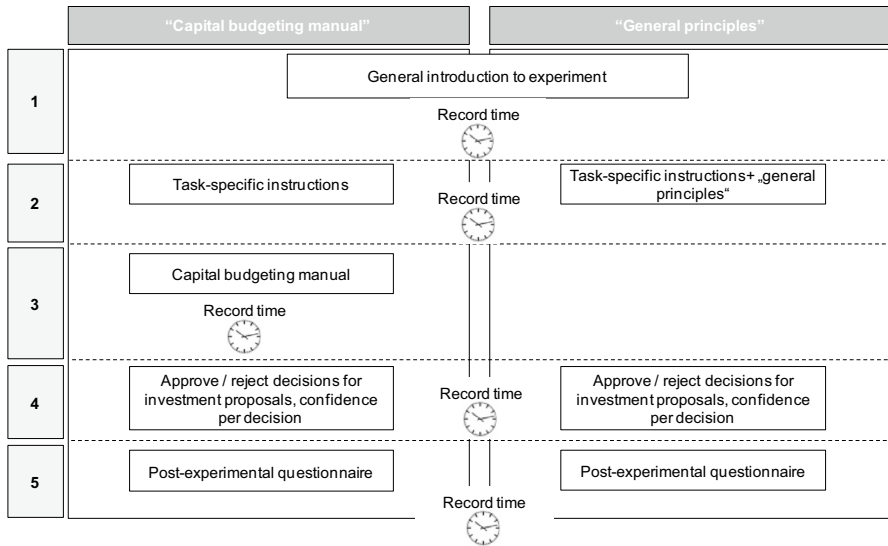 “Capital budgeting manual”
“General principles”
1
General introduction to experiment
Record time
2
Task-specific instructions
Task-specific instructions+ „general
principles“
Record time
3
Capital budgeting manual
Record time
4
Approve / reject decisions for
investment proposals, confidence
per decision
Record time
Approve / reject decisions for
investment proposals, confidence
per decision
5
Post-experimental questionnaire
Post-experimental questionnaire
Record time